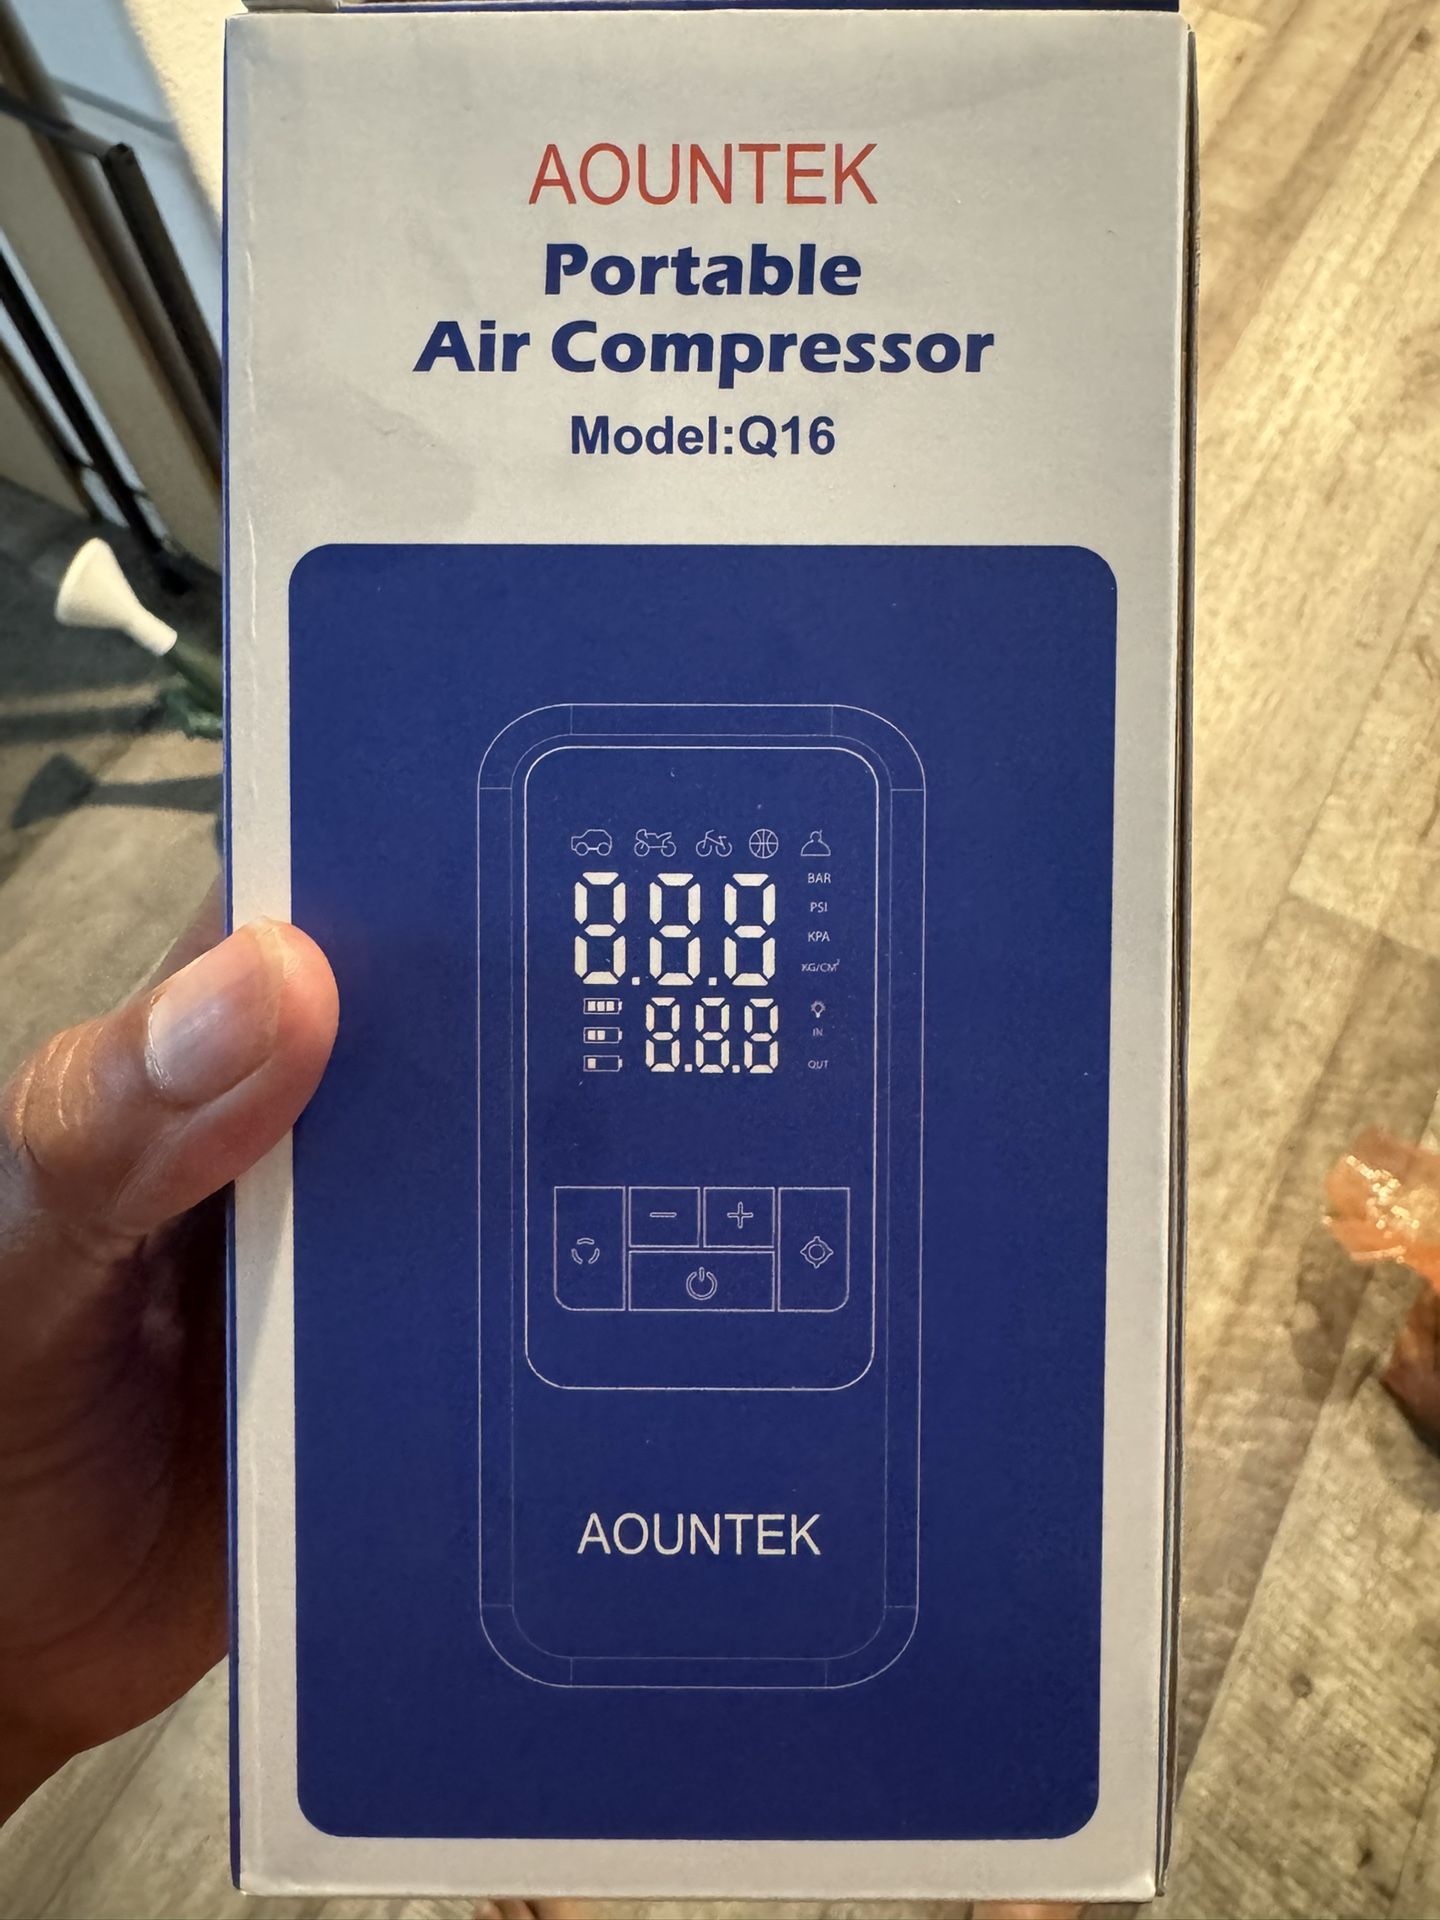 AOUNTEK
Portable
Air Compressor
Model:Q16
8.8.8
BAR
PSI
KPA
KG/CM²
8.8.8
IN
OUT
AOUNTEK